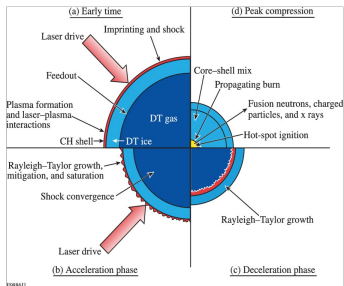 (a) Early time
(d) Peak compression
Imprinting and shock
Laser drive
Feedout
Core–shell mix
Propagating burn
Plasma formation
and laser–plasma
interactions
DT gas
Fusion neutrons, charged
particles, and x rays
Hot-spot ignition
CH shell
DT ice
Rayleigh–Taylor growth,
mitigation, and saturation
Shock convergence
Rayleigh–Taylor growth
Laser drive
(b) Acceleration phase
(c) Deceleration phase